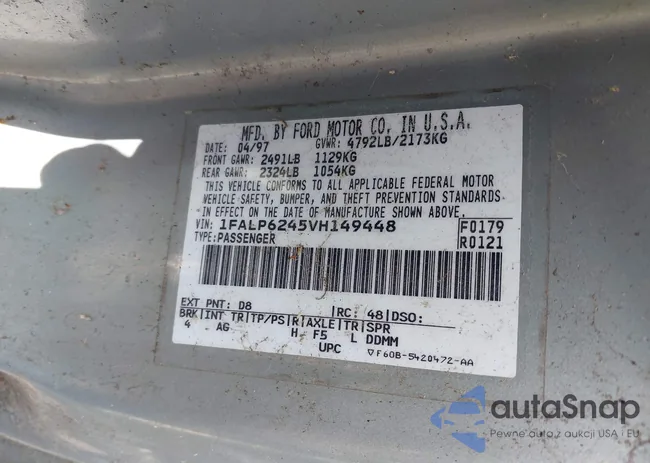 MFD. BY FORD MOTOR CO. IN U.S.A.
DATE: 04/97 GVWR: 4792LB/2173KG
FRONT GAWR: 2491LB 1129KG
REAR GAWR: 2324LB 1054KG
THIS VEHICLE CONFORMS TO ALL APPLICABLE FEDERAL MOTOR
VEHICLE SAFETY, BUMPER, AND THEFT PREVENTION STANDARDS
IN EFFECT ON THE DATE OF MANUFACTURE SHOWN ABOVE.
VIN: 1FALP6245VH149448 F0179
TYPE: PASSENGER R0121
EXT PNT: D8 |RC: 48|DSO:
BRK|INT TR|TP/PS|R|AXLE|TR|SPR
4 AG H F5 L DDMM
UPC ▽F60B-5420472-AA
autaSnap
Pewne auta z aukcji USA i EU